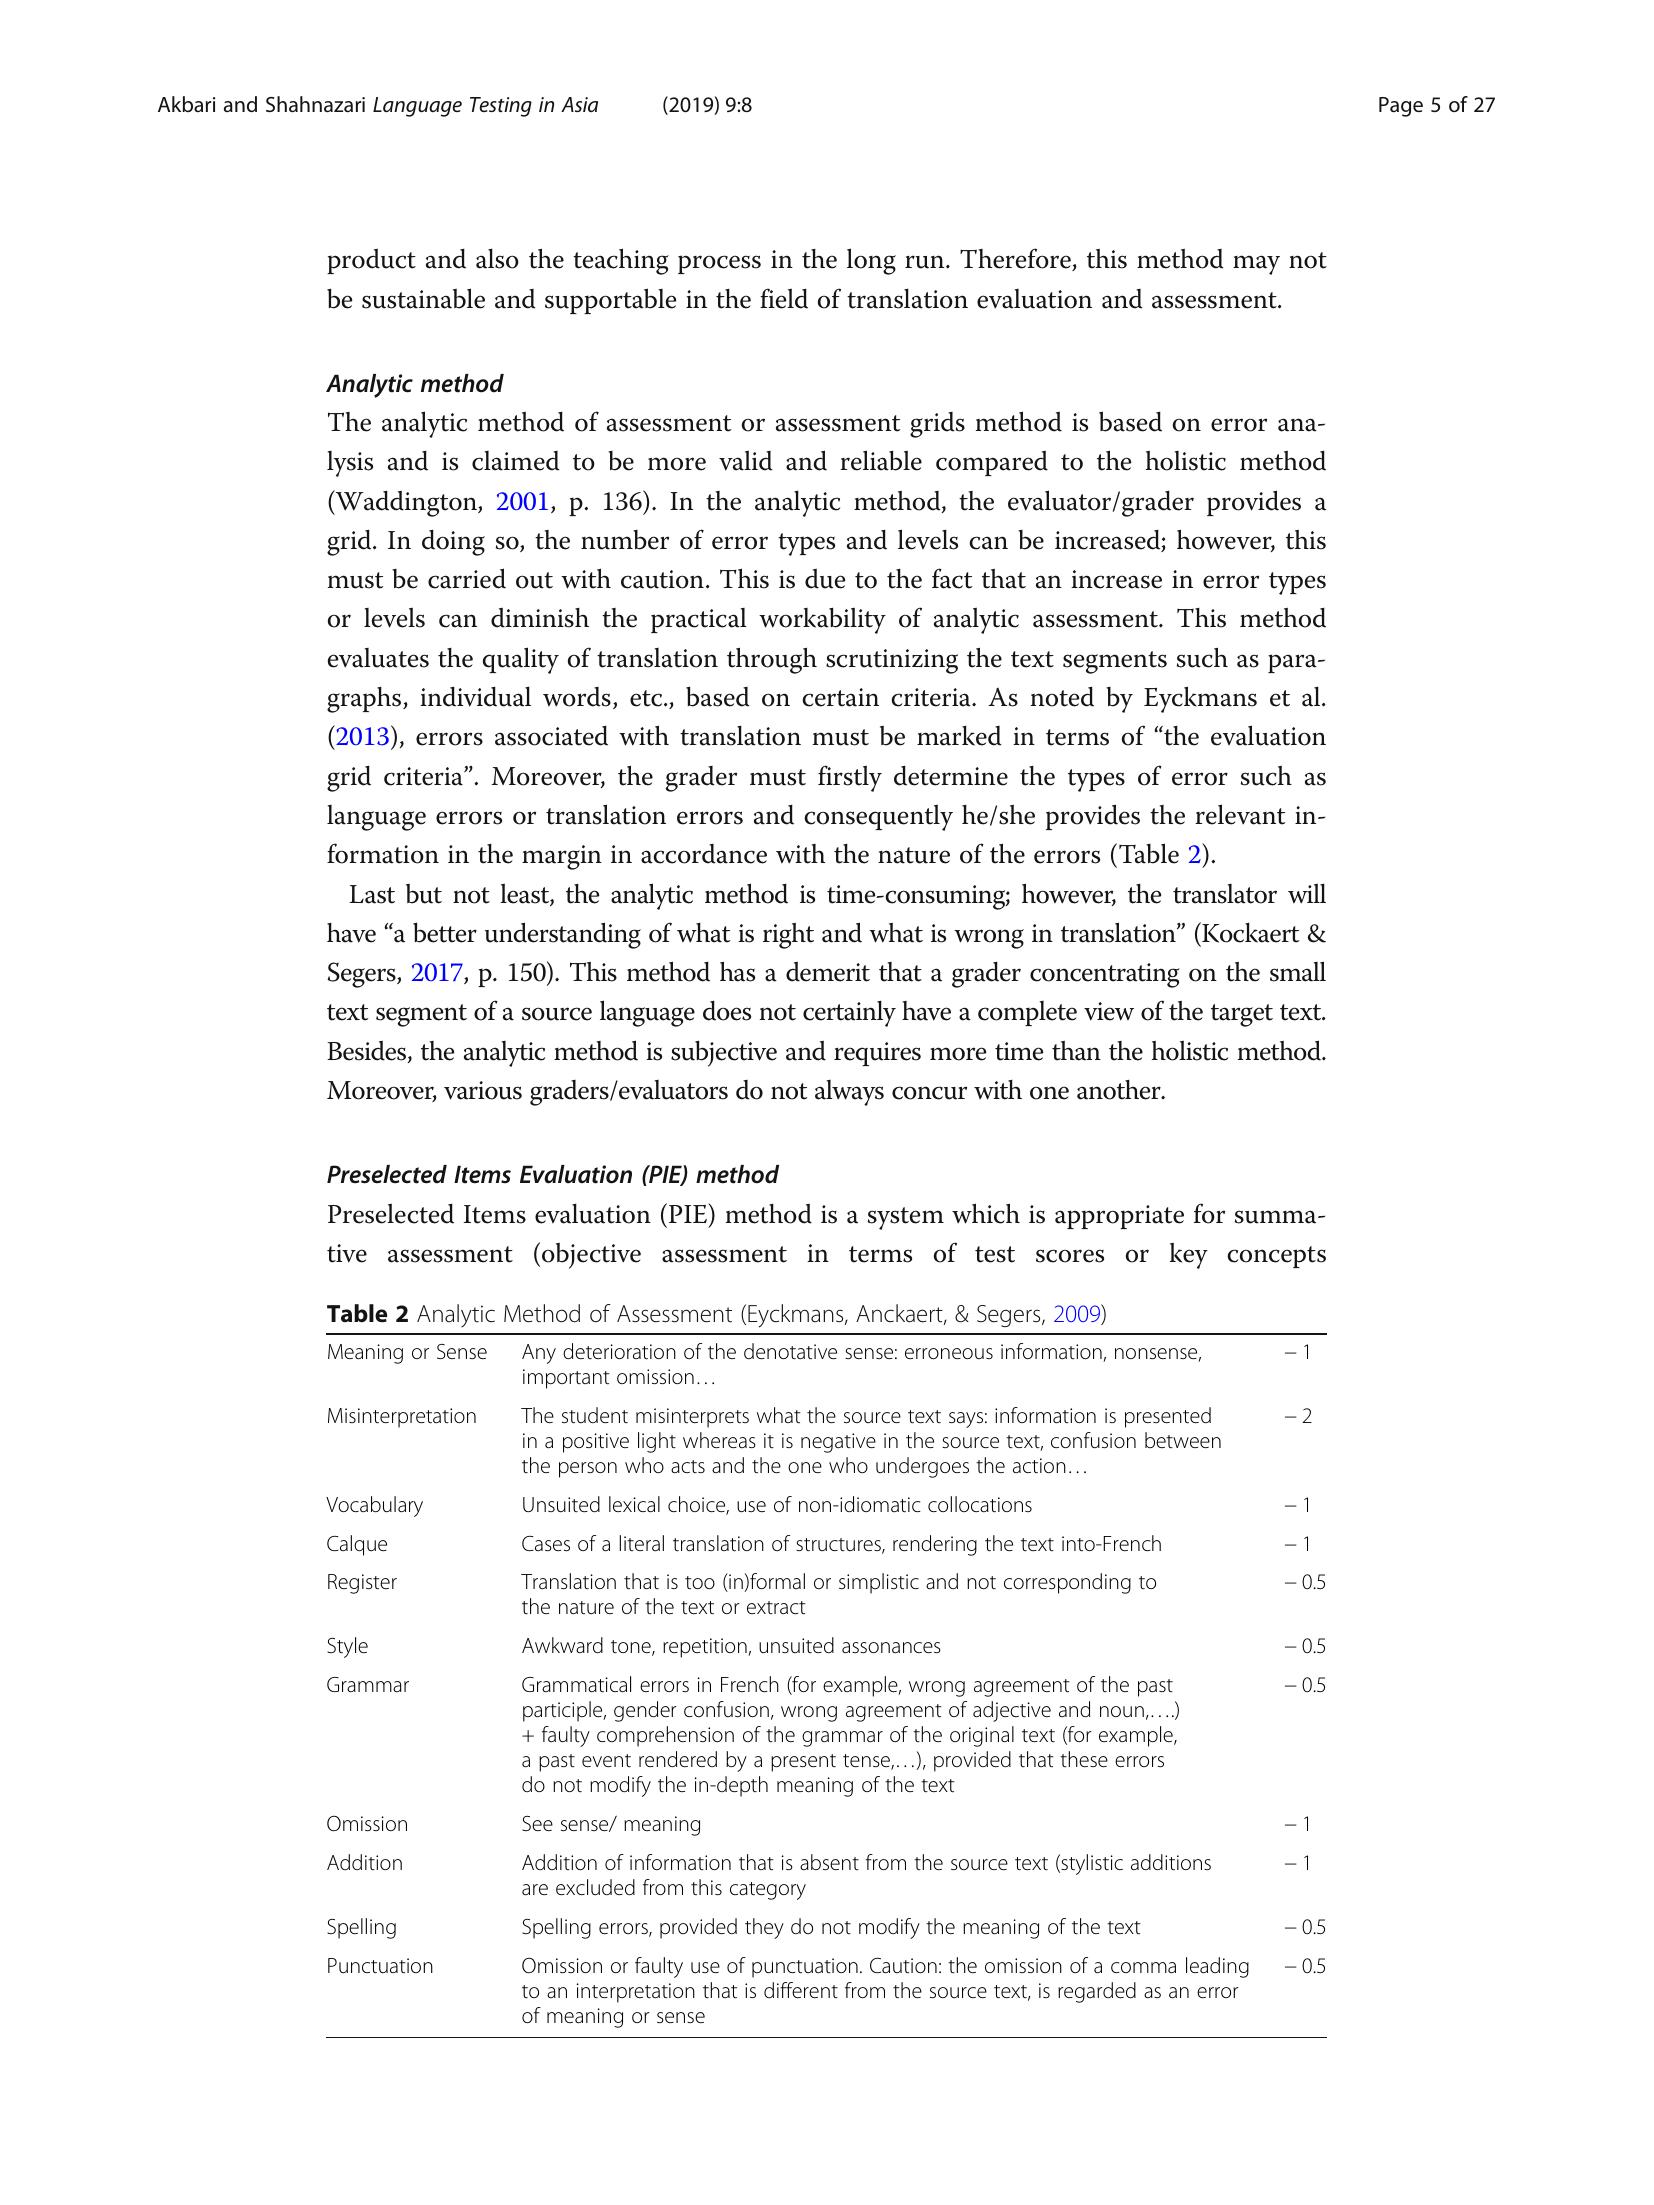 Akbari and Shahnazari Language Testing in Asia (2019) 9:8 Page 5 of 27
product and also the teaching process in the long run. Therefore, this method may not
be sustainable and supportable in the field of translation evaluation and assessment.
Analytic method
The analytic method of assessment or assessment grids method is based on error ana-
lysis and is claimed to be more valid and reliable compared to the holistic method
(Waddington, 2001, p. 136). In the analytic method, the evaluator/grader provides a
grid. In doing so, the number of error types and levels can be increased; however, this
must be carried out with caution. This is due to the fact that an increase in error types
or levels can diminish the practical workability of analytic assessment. This method
evaluates the quality of translation through scrutinizing the text segments such as para-
graphs, individual words, etc., based on certain criteria. As noted by Eyckmans et al.
(2013), errors associated with translation must be marked in terms of “the evaluation
grid criteria”. Moreover, the grader must firstly determine the types of error such as
language errors or translation errors and consequently he/she provides the relevant in-
formation in the margin in accordance with the nature of the errors (Table 2).
Last but not least, the analytic method is time-consuming; however, the translator will
have “a better understanding of what is right and what is wrong in translation” (Kockaert &
Segers, 2017, p. 150). This method has a demerit that a grader concentrating on the small
text segment of a source language does not certainly have a complete view of the target text.
Besides, the analytic method is subjective and requires more time than the holistic method.
Moreover, various graders/evaluators do not always concur with one another.
Preselected Items Evaluation (PIE) method
Preselected Items evaluation (PIE) method is a system which is appropriate for summa-
tive assessment (objective assessment in terms of test scores or key concepts
Table 2 Analytic Method of Assessment (Eyckmans, Anckaert, & Segers, 2009)
Meaning or Sense Any deterioration of the denotative sense: erroneous information, nonsense, − 1
important omission…
Misinterpretation The student misinterprets what the source text says: information is presented − 2
in a positive light whereas it is negative in the source text, confusion between
the person who acts and the one who undergoes the action…
Vocabulary Unsuited lexical choice, use of non-idiomatic collocations − 1
Calque Cases of a literal translation of structures, rendering the text into-French − 1
Register Translation that is too (in)formal or simplistic and not corresponding to − 0.5
the nature of the text or extract
Style Awkward tone, repetition, unsuited assonances − 0.5
Grammar Grammatical errors in French (for example, wrong agreement of the past − 0.5
participle, gender confusion, wrong agreement of adjective and noun,….)
+ faulty comprehension of the grammar of the original text (for example,
a past event rendered by a present tense,…), provided that these errors
do not modify the in-depth meaning of the text
Omission See sense/ meaning − 1
Addition Addition of information that is absent from the source text (stylistic additions − 1
are excluded from this category
Spelling Spelling errors, provided they do not modify the meaning of the text − 0.5
Punctuation Omission or faulty use of punctuation. Caution: the omission of a comma leading − 0.5
to an interpretation that is different from the source text, is regarded as an error
of meaning or sense